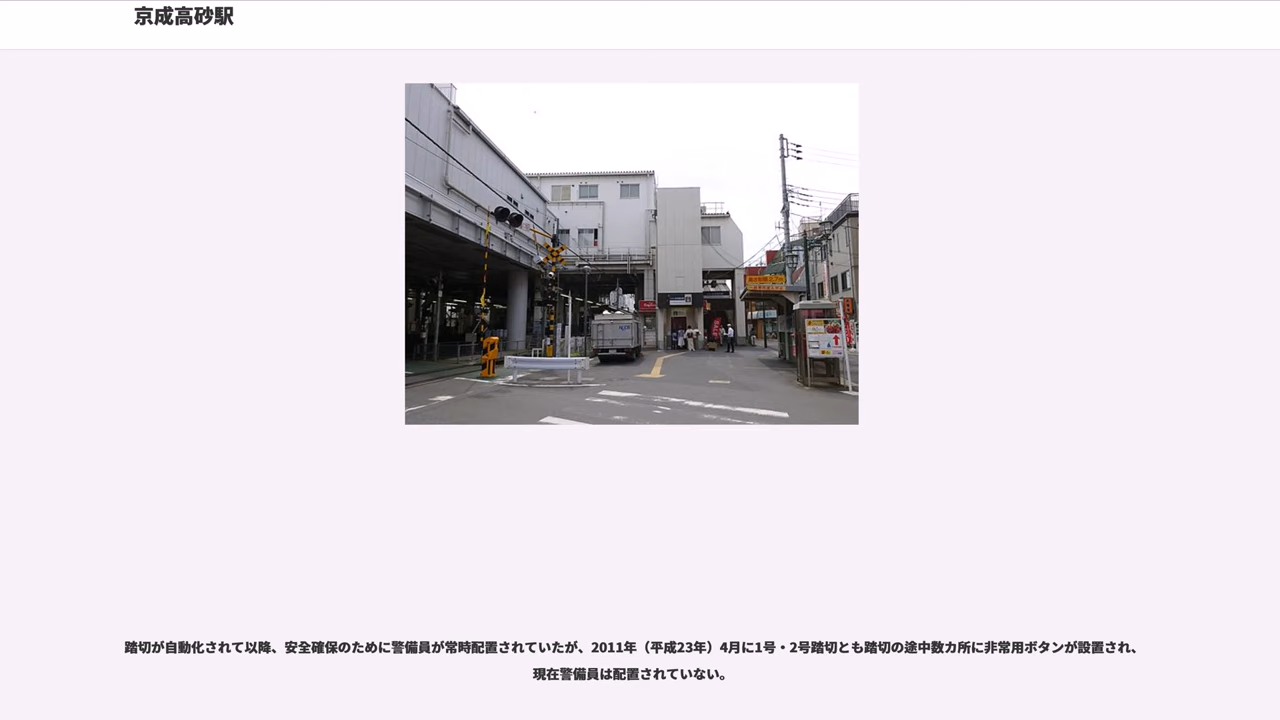 京成高砂駅
踏切が自動化されて以降、安全確保のために警備員が常時配置されていたが、2011年（平成23年）4月に1号・2号踏切とも踏切の途中数カ所に非常用ボタンが設置され、
現在警備員は配置されていない。